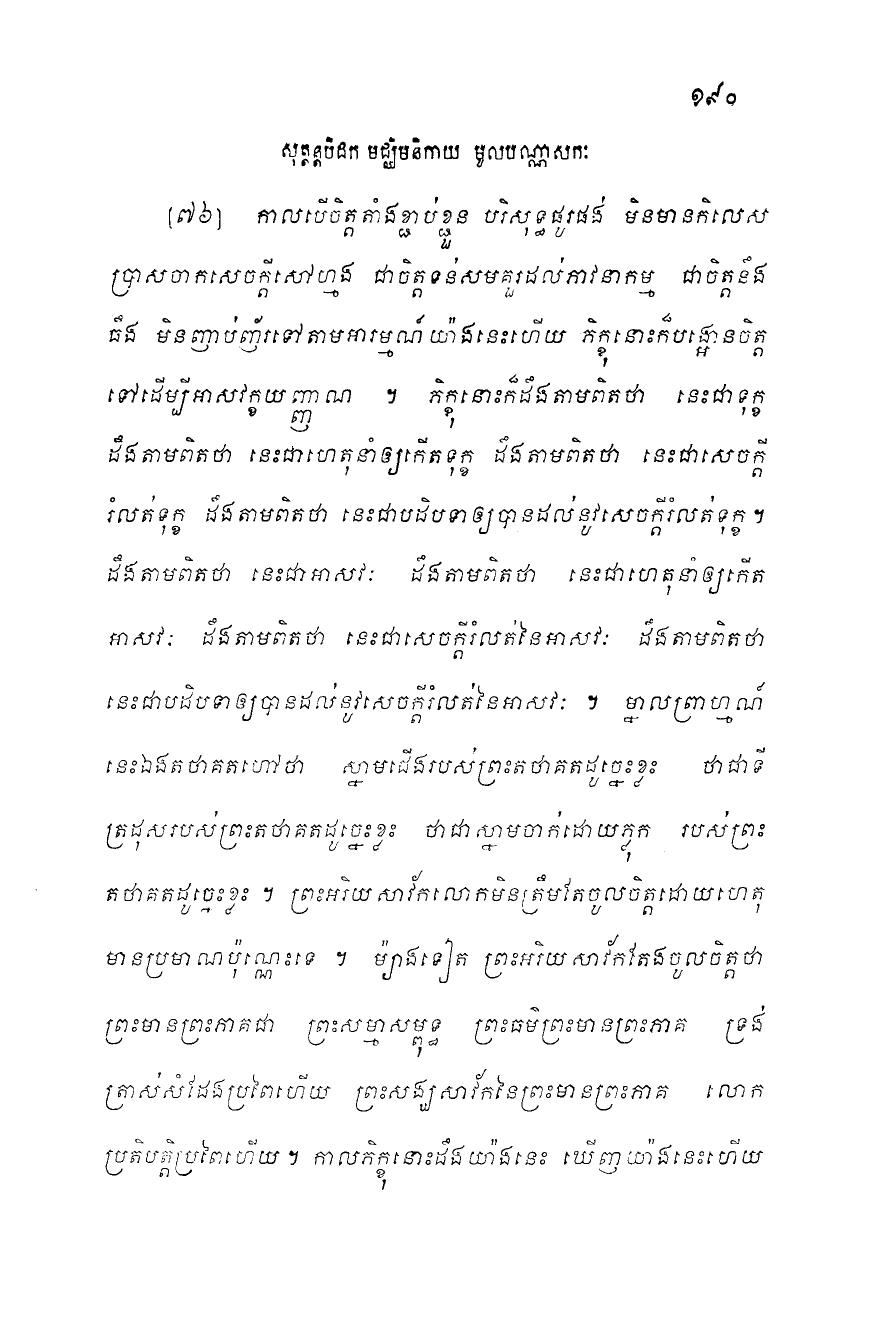 ១៩០
សុត្តន្តបិដក មជ្ឈិមនិកាយ មូលបណ្ណាសកៈ
[៧៦] កាលបើចិត្តតាំងខ្ជាប់ខ្ជួន បរិសុទ្ធផូរផង់ មិនមានកិលេស
ប្រាសចាកសេចក្តីសៅហ្មង ជាចិត្តទន់សមគួរដល់ភាវនាកម្ម ជាចិត្តនឹង
ធឹង មិនញាប់ញ័រទៅតាមអារម្មណ៍យ៉ាងនេះហើយ ភិក្ខុនោះក៏បង្អោនចិត្ត
ទៅដើម្បីអាសវក្ខយញ្ញាណ ។ ភិក្ខុនោះក៏ដឹងតាមពិតថា នេះជាទុក្ខ
ដឹងតាមពិតថា នេះជាហេតុនាំឲ្យកើតទុក្ខ ដឹងតាមពិតថា នេះជាសេចក្តី
រំលត់ទុក្ខ ដឹងតាមពិតថា នេះជាបដិបទាឲ្យបានដល់នូវសេចក្តីរំលត់ទុក្ខ ។
ដឹងតាមពិតថា នេះជាអាសវៈ ដឹងតាមពិតថា នេះជាហេតុនាំឲ្យកើត
អាសវៈ ដឹងតាមពិតថា នេះជាសេចក្តីរំលត់នៃអាសវៈ ដឹងតាមពិតថា
នេះជាបដិបទាឲ្យបានដល់នូវសេចក្តីរំលត់នៃអាសវៈ ។ ម្នាលព្រាហ្មណ៍
នេះឯងតថាគតហៅថា ស្នាមជើងរបស់ព្រះតថាគតដូច្នេះខ្លះ ថាជាទី
ត្រដុសរបស់ព្រះតថាគតដូច្នេះខ្លះ ថាជាស្នាមចាក់ដោយភ្លុក របស់ព្រះ
តថាគតដូច្នេះខ្លះ ។ ព្រះអរិយសាវ័កលោកមិនត្រឹមតែចូលចិត្តដោយហេតុ
មានប្រមាណប៉ុណ្ណេះទេ ។ ម៉្យាងទៀត ព្រះអរិយសាវ័កតែងចូលចិត្តថា
ព្រះមានព្រះភាគជា ព្រះសម្មាសម្ពុទ្ធ ព្រះធម៌ព្រះមានព្រះភាគ ទ្រង់
ត្រាស់សំដែងប្រពៃហើយ ព្រះសង្ឃសាវ័កនៃព្រះមានព្រះភាគ លោក
ប្រតិបត្តិប្រពៃហើយ ។ កាលភិក្ខុនោះដឹងយ៉ាងនេះ ឃើញយ៉ាងនេះហើយ